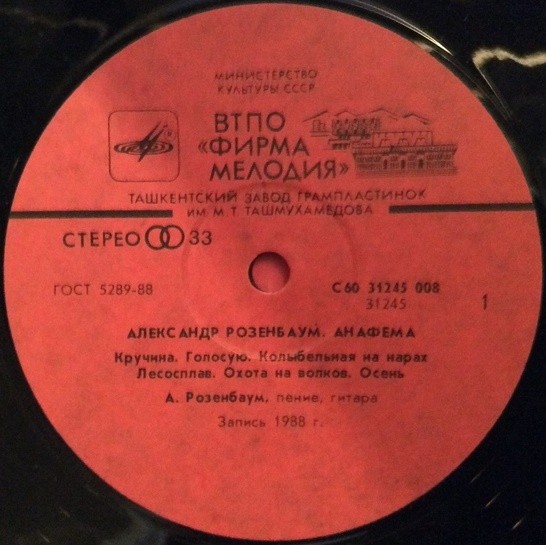 МИНИСТЕРСТВО
КУЛЬТУРЫ СССР
ВТПО
«ФИРМА
МЕЛОДИЯ»
ТАШКЕНТСКИЙ ЗАВОД ГРАМПЛАСТИНОК
ИМ. М. Т. ТАШМУХАМЕДОВА
СТЕРЕО 33
ГОСТ 5289-88
С60 31245 008
31245
1
АЛЕКСАНДР РОЗЕНБАУМ. АНАФЕМА
Кручина. Голосую. Колыбельная на нарах
Лесосплав. Охота на волков. Осень
А. Розенбаум, пение, гитара
Запись 1988 г.